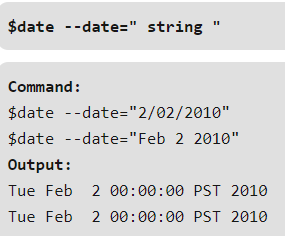 $date --date=" string "
Command:
$date --date="2/02/2010"
$date --date="Feb 2 2010"
Output:
Tue Feb  2 00:00:00 PST 2010
Tue Feb  2 00:00:00 PST 2010